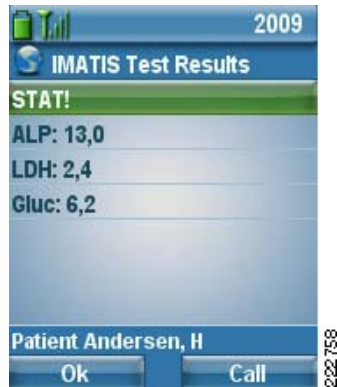 2009
IMATIS Test Results
STAT!
ALP: 13,0
LDH: 2,4
Gluc: 6,2
Patient Andersen, H
Ok Call
222758